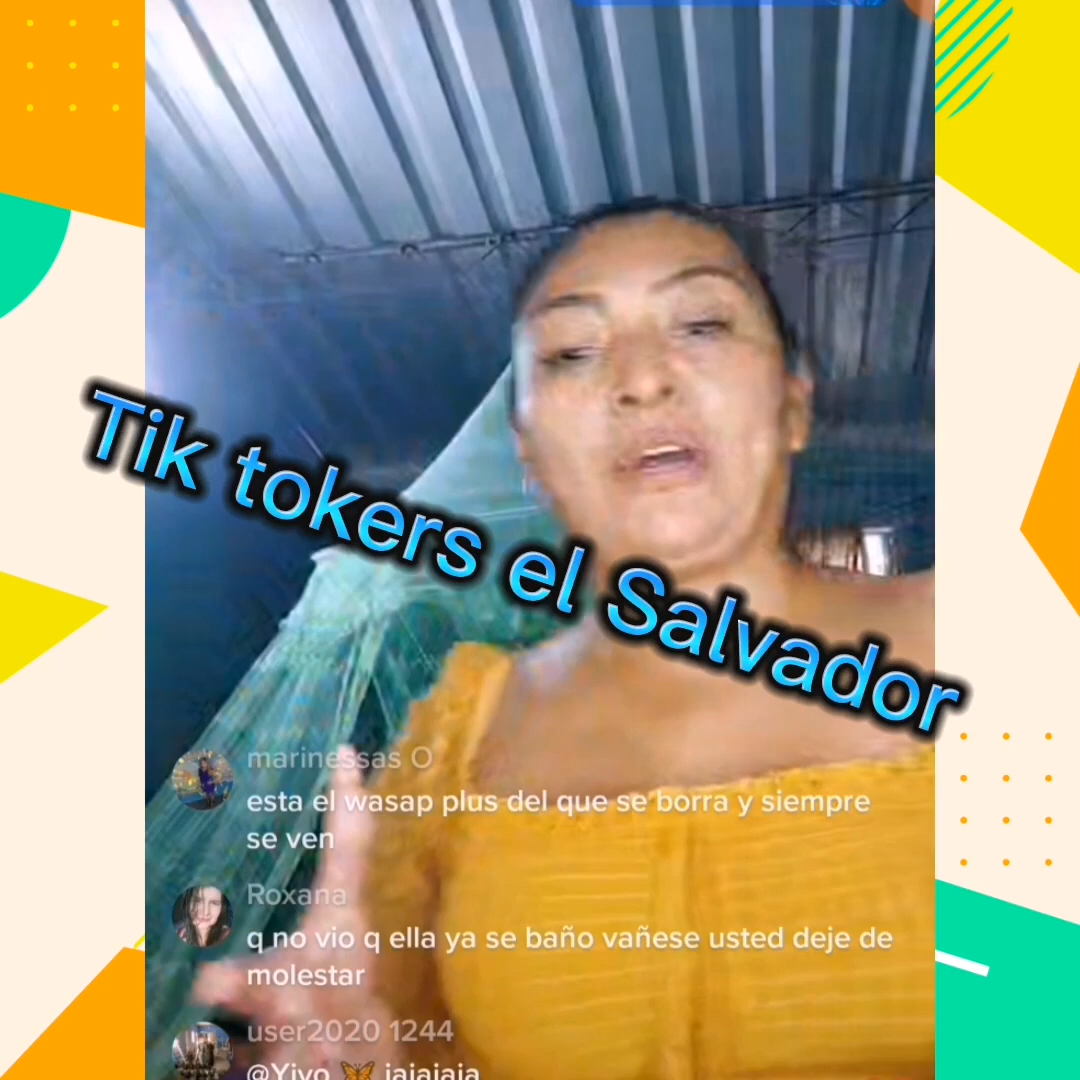 Tik tokers el Salvador
marinessas O
esta el wasap plus del que se borra y siempre
se ven
Roxana
q no vio q ella ya se baño vañese usted deje de
molestar
user2020 1244
@Yivo 🦋 jajajaja